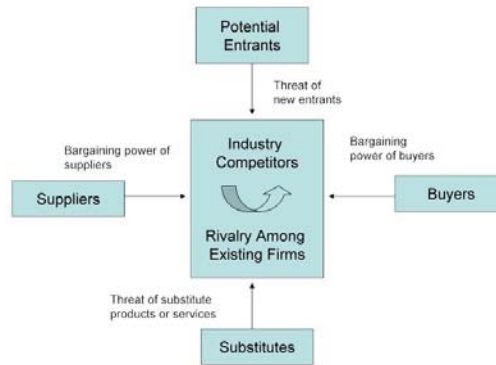 Potential
Entrants
Threat of
new entrants
Bargaining power of
suppliers
Industry
Competitors
Bargaining
power of buyers
Suppliers
Buyers
Rivalry Among
Existing Firms
Threat of substitute
products or services
Substitutes